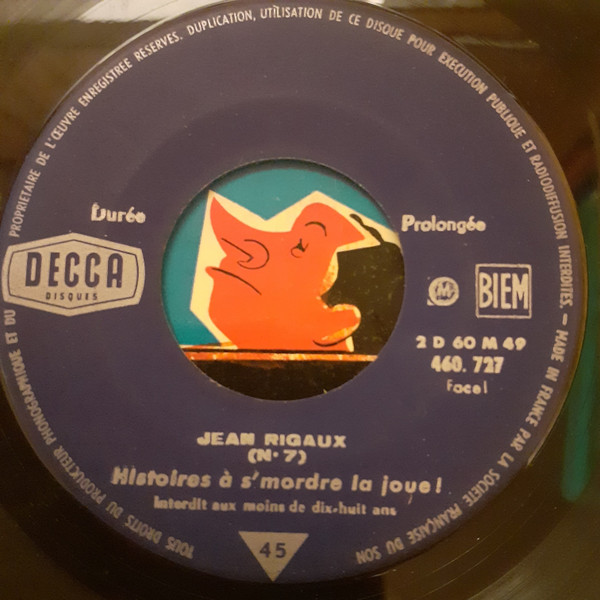 TOUS DROITS DU PRODUCTEUR PHONOGRAPHIQUE ET DU PROPRIETAIRE DE L'ŒUVRE ENREGISTREE RESERVES. DUPLICATION, UTILISATION DE CE DISQUE POUR EXECUTION PUBLIQUE ET RADIODIFFUSION INTERDITES. - MADE IN FRANCE PAR LA SOCIETE FRANÇAISE DU SON
Durée
Prolongée
DECCA
DISQUES
BIEM
2 D 60 M 49
460.727
Face 1
JEAN RIGAUX
(N° 7)
Histoires à s'mordre la joue!
Interdit aux moins de dix-huit ans
45